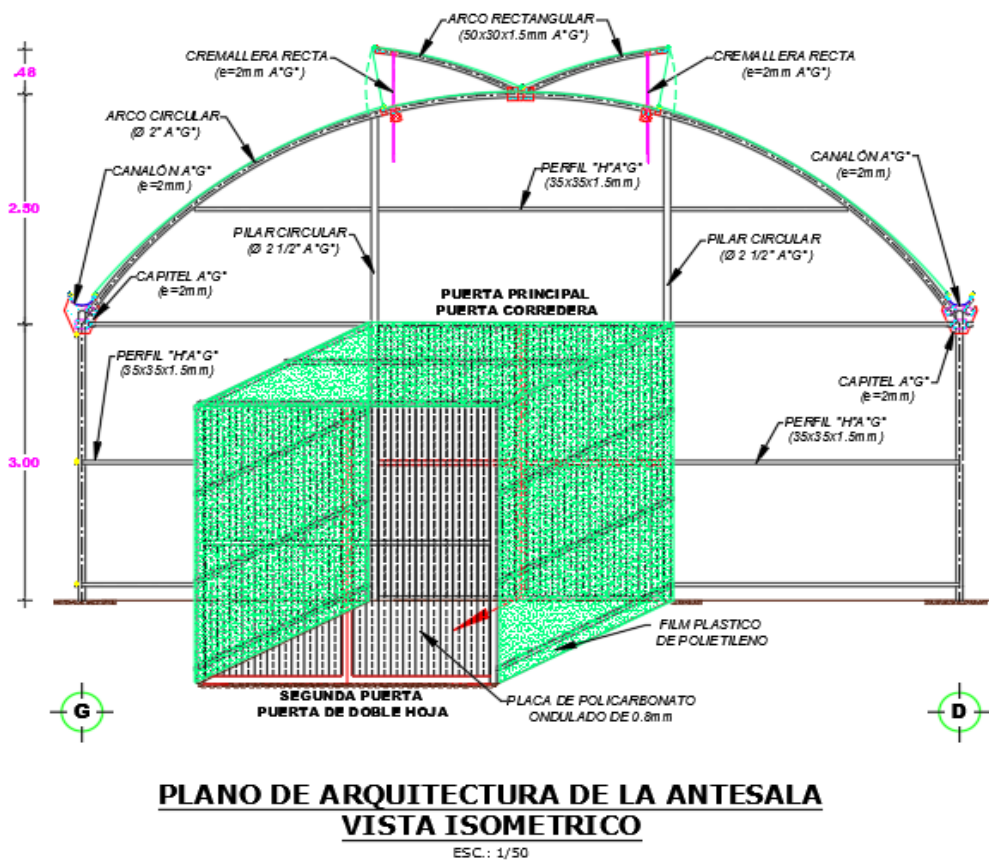 ARCO RECTANGULAR
(50x30x1.5mm A°G°)
CREMALLERA RECTA
(e=2mm A°G°)
CREMALLERA RECTA
(e=2mm A°G°)
.48
ARCO CIRCULAR
(Ø 2" A°G°)
CANALÓN A°G°
(e=2mm)
PERFIL "H"A°G°
(35x35x1.5mm)
CANALÓN A°G°
(e=2mm)
2.50
PILAR CIRCULAR
(Ø 2 1/2" A°G°)
PILAR CIRCULAR
(Ø 2 1/2" A°G°)
CAPITEL A°G°
(e=2mm)
PUERTA PRINCIPAL
PUERTA CORREDERA
PERFIL "H"A°G°
(35x35x1.5mm)
CAPITEL A°G°
(e=2mm)
PERFIL "H"A°G°
(35x35x1.5mm)
3.00
FILM PLASTICO
DE POLIETILENO
SEGUNDA PUERTA
PUERTA DE DOBLE HOJA
PLACA DE POLICARBONATO
ONDULADO DE 0.8mm
G
D
PLANO DE ARQUITECTURA DE LA ANTESALA
VISTA ISOMETRICO
ESC.: 1/50